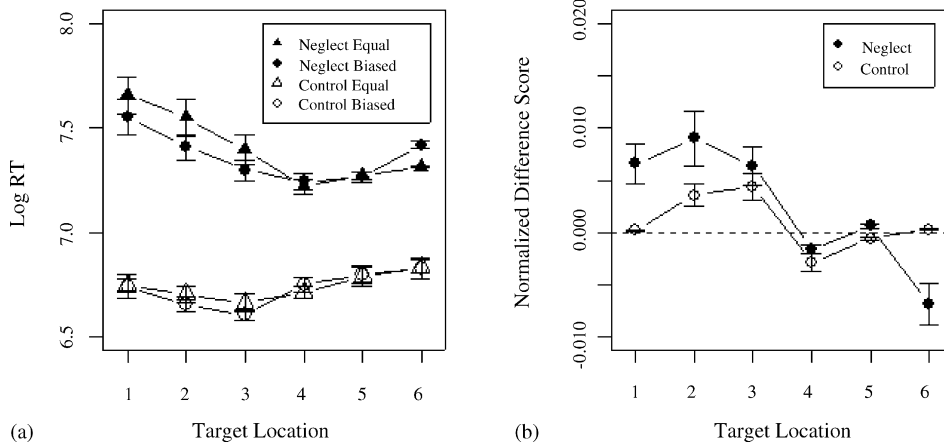 8.0
7.5
7.0
6.5
Log RT
Neglect Equal
Neglect Biased
Control Equal
Control Biased
1 2 3 4 5 6
Target Location
(a)
0.020
0.010
0.000
-0.010
Normalized Difference Score
Neglect
Control
1 2 3 4 5 6
Target Location
(b)